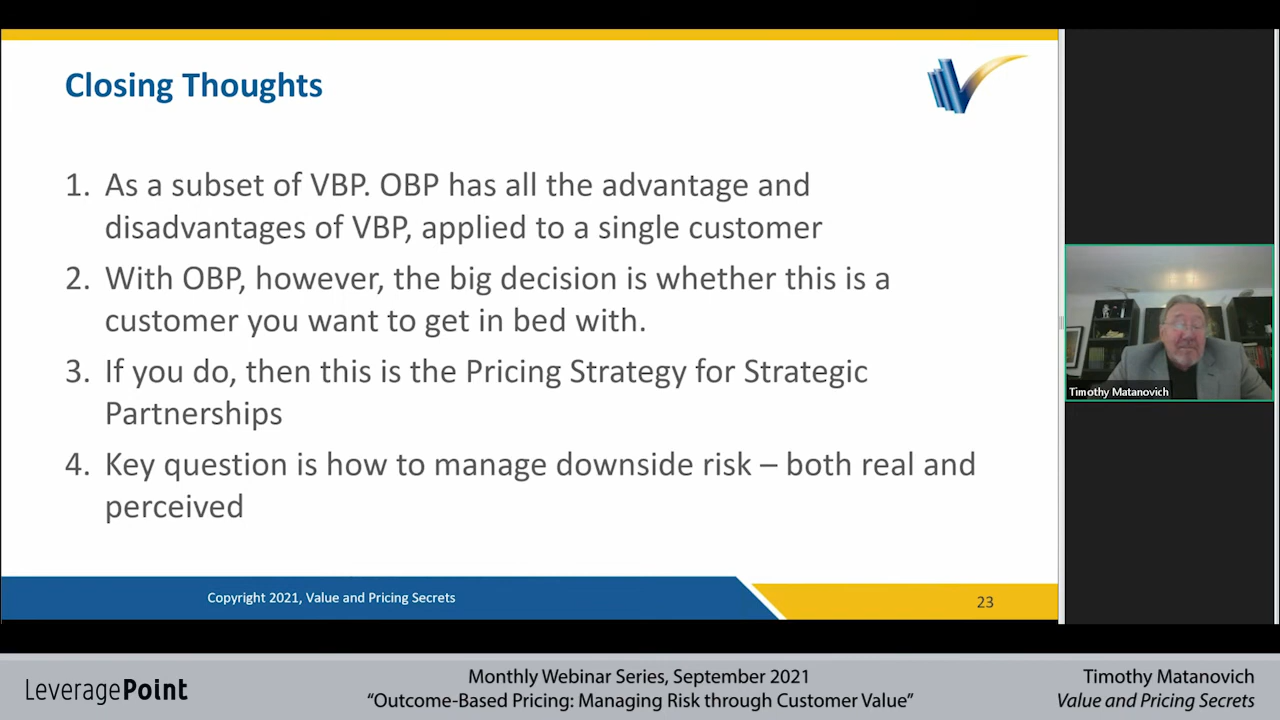 Closing Thoughts
1. As a subset of VBP. OBP has all the advantage and
disadvantages of VBP, applied to a single customer
2. With OBP, however, the big decision is whether this is a
customer you want to get in bed with.
3. If you do, then this is the Pricing Strategy for Strategic
Partnerships
4. Key question is how to manage downside risk – both real and
perceived
Copyright 2021, Value and Pricing Secrets
23
Timothy Matanovich
LeveragePoint
Monthly Webinar Series, September 2021
“Outcome-Based Pricing: Managing Risk through Customer Value”
Timothy Matanovich
Value and Pricing Secrets